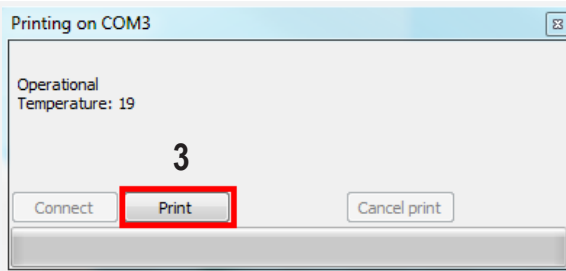 Printing on COM3
Operational
Temperature: 19
3
Connect Print Cancel print